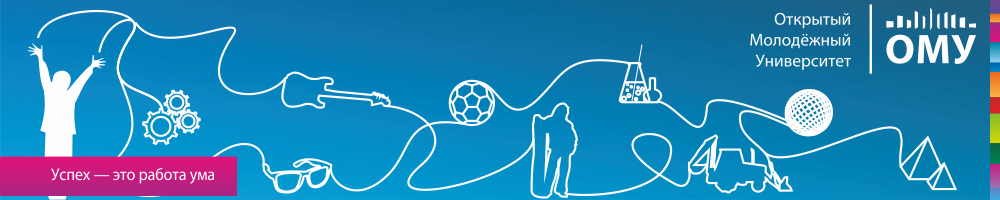 Открытый
Молодёжный
Университет
ОМУ
Успех — это работа ума